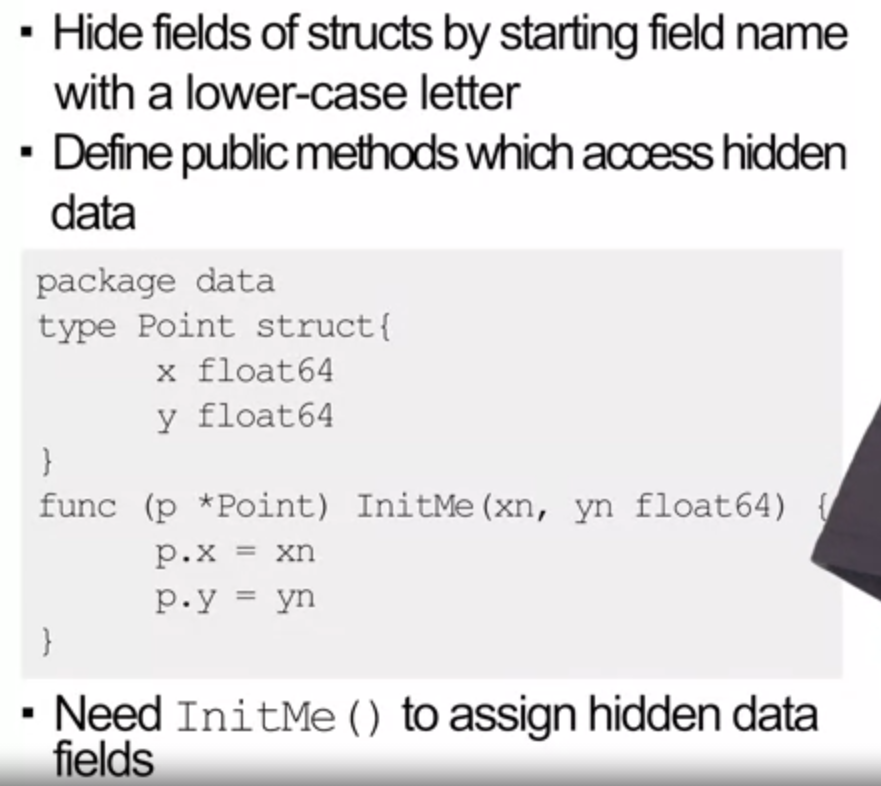 ▪ Hide fields of structs by starting field name
with a lower-case letter
▪ Define public methods which access hidden
data
package data
type Point struct{
x float64
y float64
}
func (p *Point) InitMe(xn, yn float64) {
p.x = xn
p.y = yn
}
▪ Need InitMe() to assign hidden data
fields